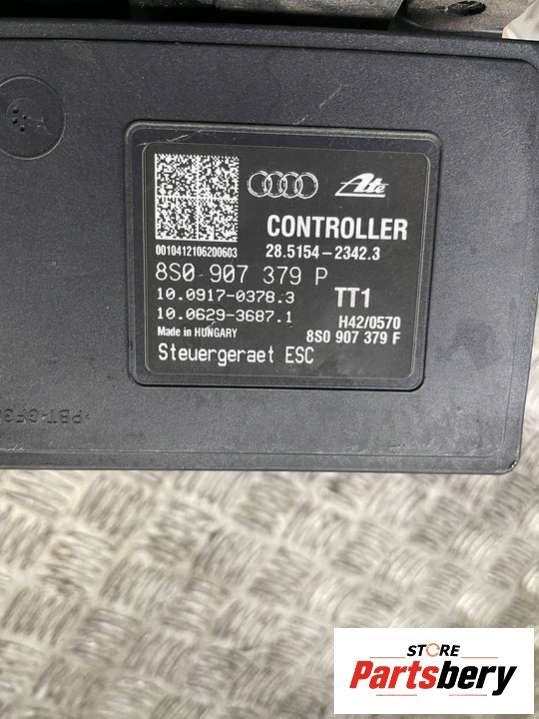 Ate
CONTROLLER
0010412106200603
28.5154-2342.3
8S0 907 379 P
10.0917-0378.3
TT1
10.0629-3687.1
H42/0570
Made in HUNGARY
8S0 907 379 F
Steuergeraet ESC
STORE
Partsbery